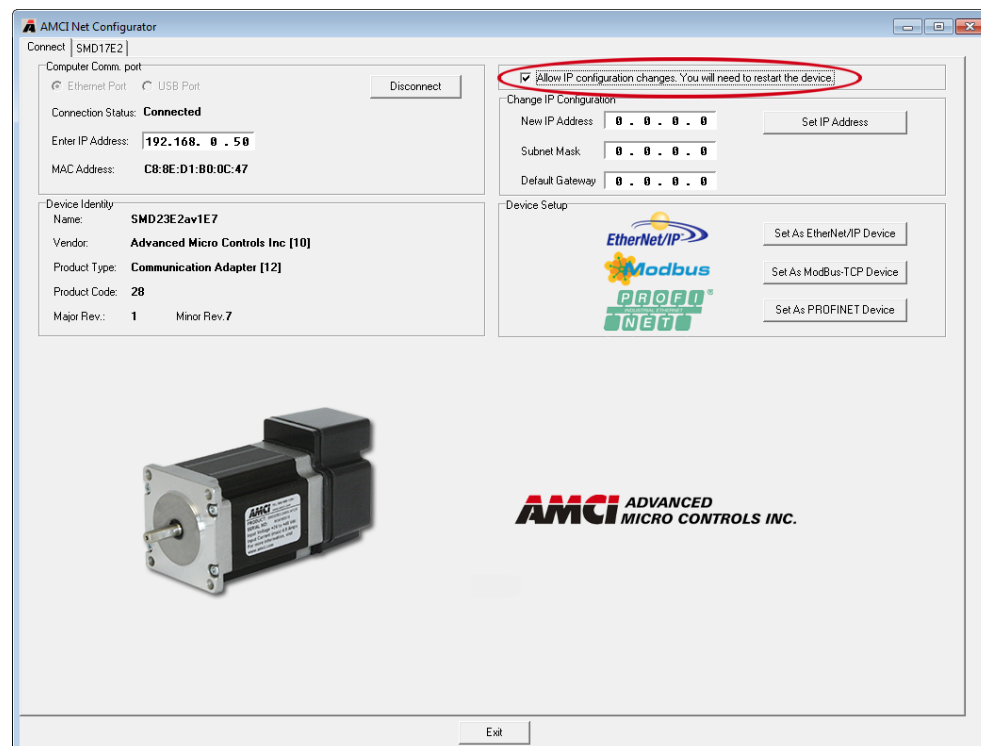 AMCI Net Configurator
Connect SMD17E2
Computer Comm. port
Ethernet Port USB Port Disconnect
Connection Status: Connected
Enter IP Address: 192.168. 0 .50
MAC Address: C8:8E:D1:B0:0C:47
Allow IP configuration changes. You will need to restart the device.
Change IP Configuration
New IP Address 0 . 0 . 0 . 0 Set IP Address
Subnet Mask 0 . 0 . 0 . 0
Default Gateway 0 . 0 . 0 . 0
Device Identity
Name: SMD23E2av1E7
Vendor: Advanced Micro Controls Inc [10]
Product Type: Communication Adapter [12]
Product Code: 28
Major Rev.: 1 Minor Rev.7
Device Setup
EtherNet/IP Set As EtherNet/IP Device
Modbus Set As ModBus-TCP Device
PROFI
INDUSTRIAL ETHERNET
NET
®
Set As PROFINET Device
AMCI
AMCI ADVANCED
MICRO CONTROLS INC.
Exit